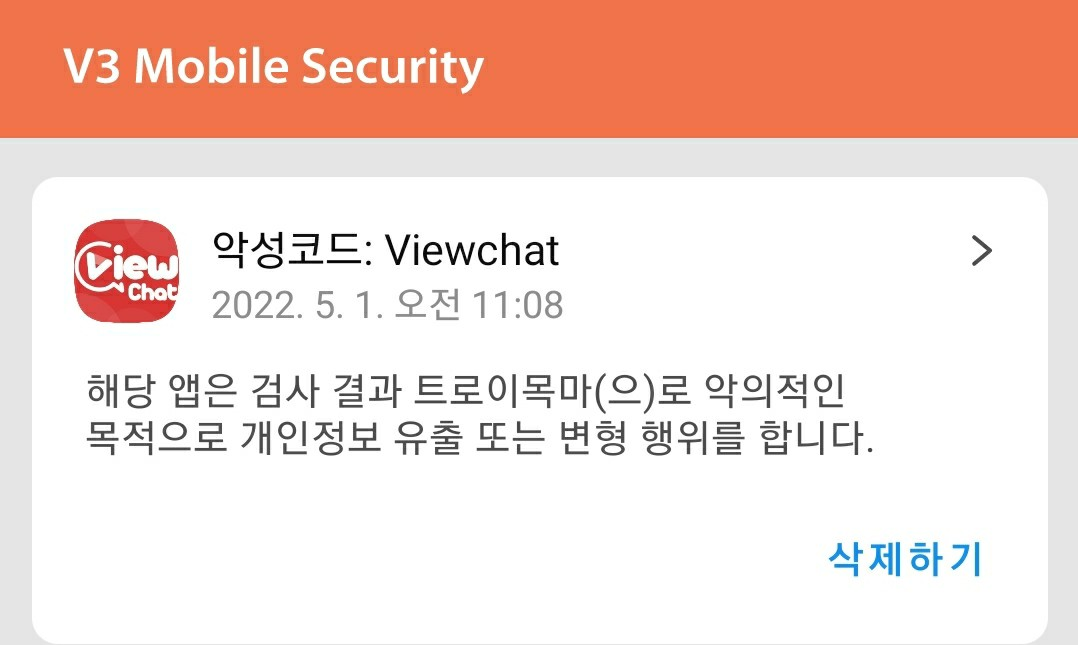 V3 Mobile Security
View
Chat
악성코드: Viewchat
2022. 5. 1. 오전 11:08
해당 앱은 검사 결과 트로이목마(으)로 악의적인
목적으로 개인정보 유출 또는 변형 행위를 합니다.
삭제하기